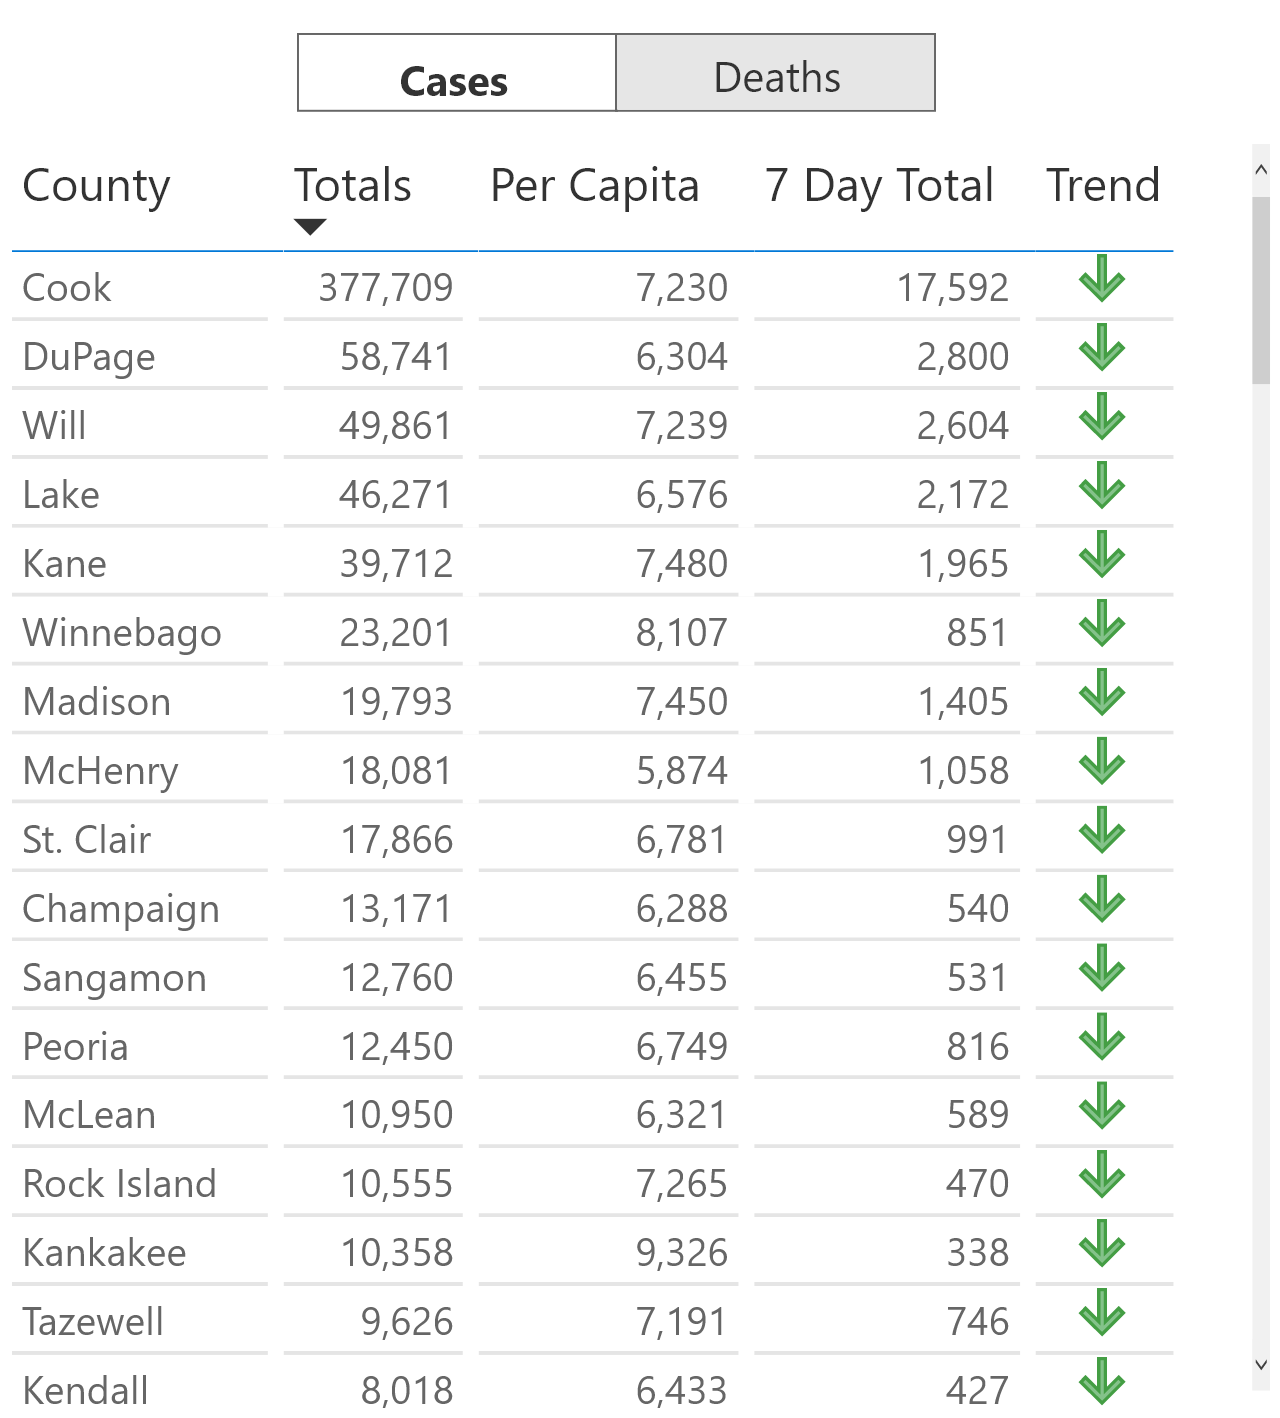 Cases Deaths
County Totals Per Capita 7 Day Total Trend
Cook 377,709 7,230 17,592
DuPage 58,741 6,304 2,800
Will 49,861 7,239 2,604
Lake 46,271 6,576 2,172
Kane 39,712 7,480 1,965
Winnebago 23,201 8,107 851
Madison 19,793 7,450 1,405
McHenry 18,081 5,874 1,058
St. Clair 17,866 6,781 991
Champaign 13,171 6,288 540
Sangamon 12,760 6,455 531
Peoria 12,450 6,749 816
McLean 10,950 6,321 589
Rock Island 10,555 7,265 470
Kankakee 10,358 9,326 338
Tazewell 9,626 7,191 746
Kendall 8,018 6,433 427